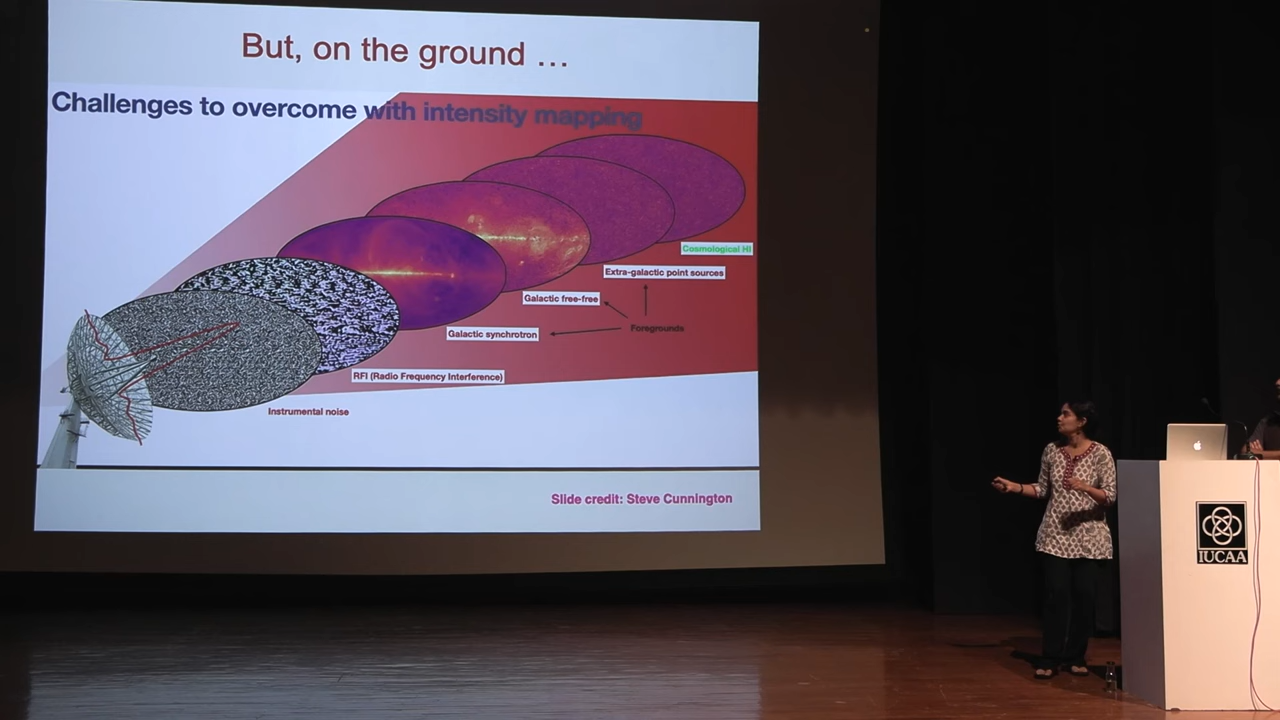 But, on the ground ...
Challenges to overcome with intensity mapping
Cosmological HI
Extra-galactic point sources
Galactic free-free
Foregrounds
Galactic synchrotron
RFI (Radio Frequency Interference)
Instrumental noise
Slide credit: Steve Cunnington
IUCAA